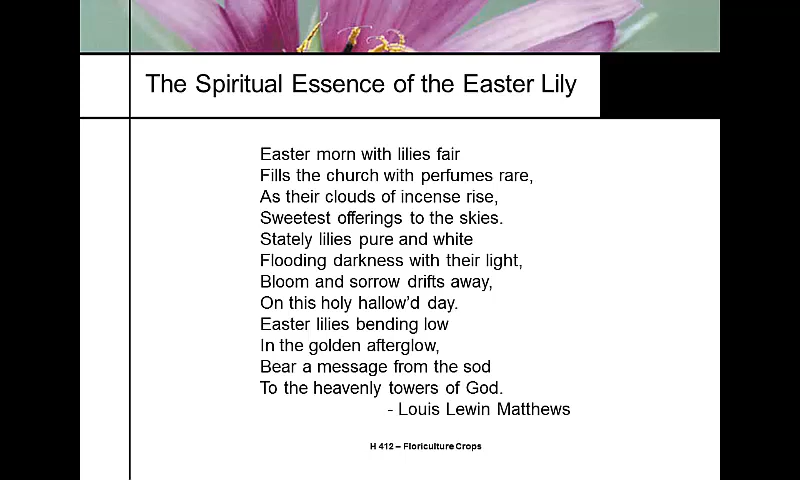 The Spiritual Essence of the Easter Lily
Easter morn with lilies fair
Fills the church with perfumes rare,
As their clouds of incense rise,
Sweetest offerings to the skies.
Stately lilies pure and white
Flooding darkness with their light,
Bloom and sorrow drifts away,
On this holy hallow’d day.
Easter lilies bending low
In the golden afterglow,
Bear a message from the sod
To the heavenly towers of God.
- Louis Lewin Matthews
H 412 – Floriculture Crops